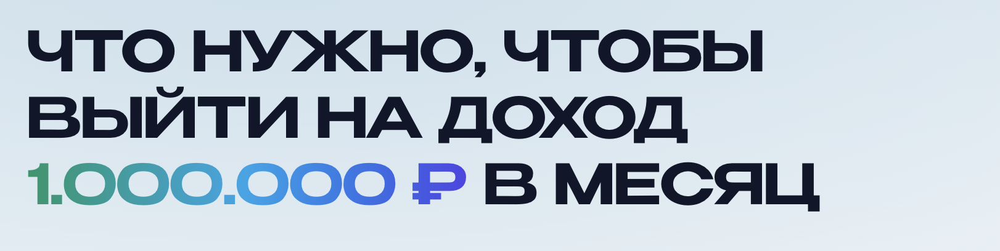 ЧТО НУЖНО, ЧТОБЫ
ВЫЙТИ НА ДОХОД
1.000.000 ₽ В МЕСЯЦ